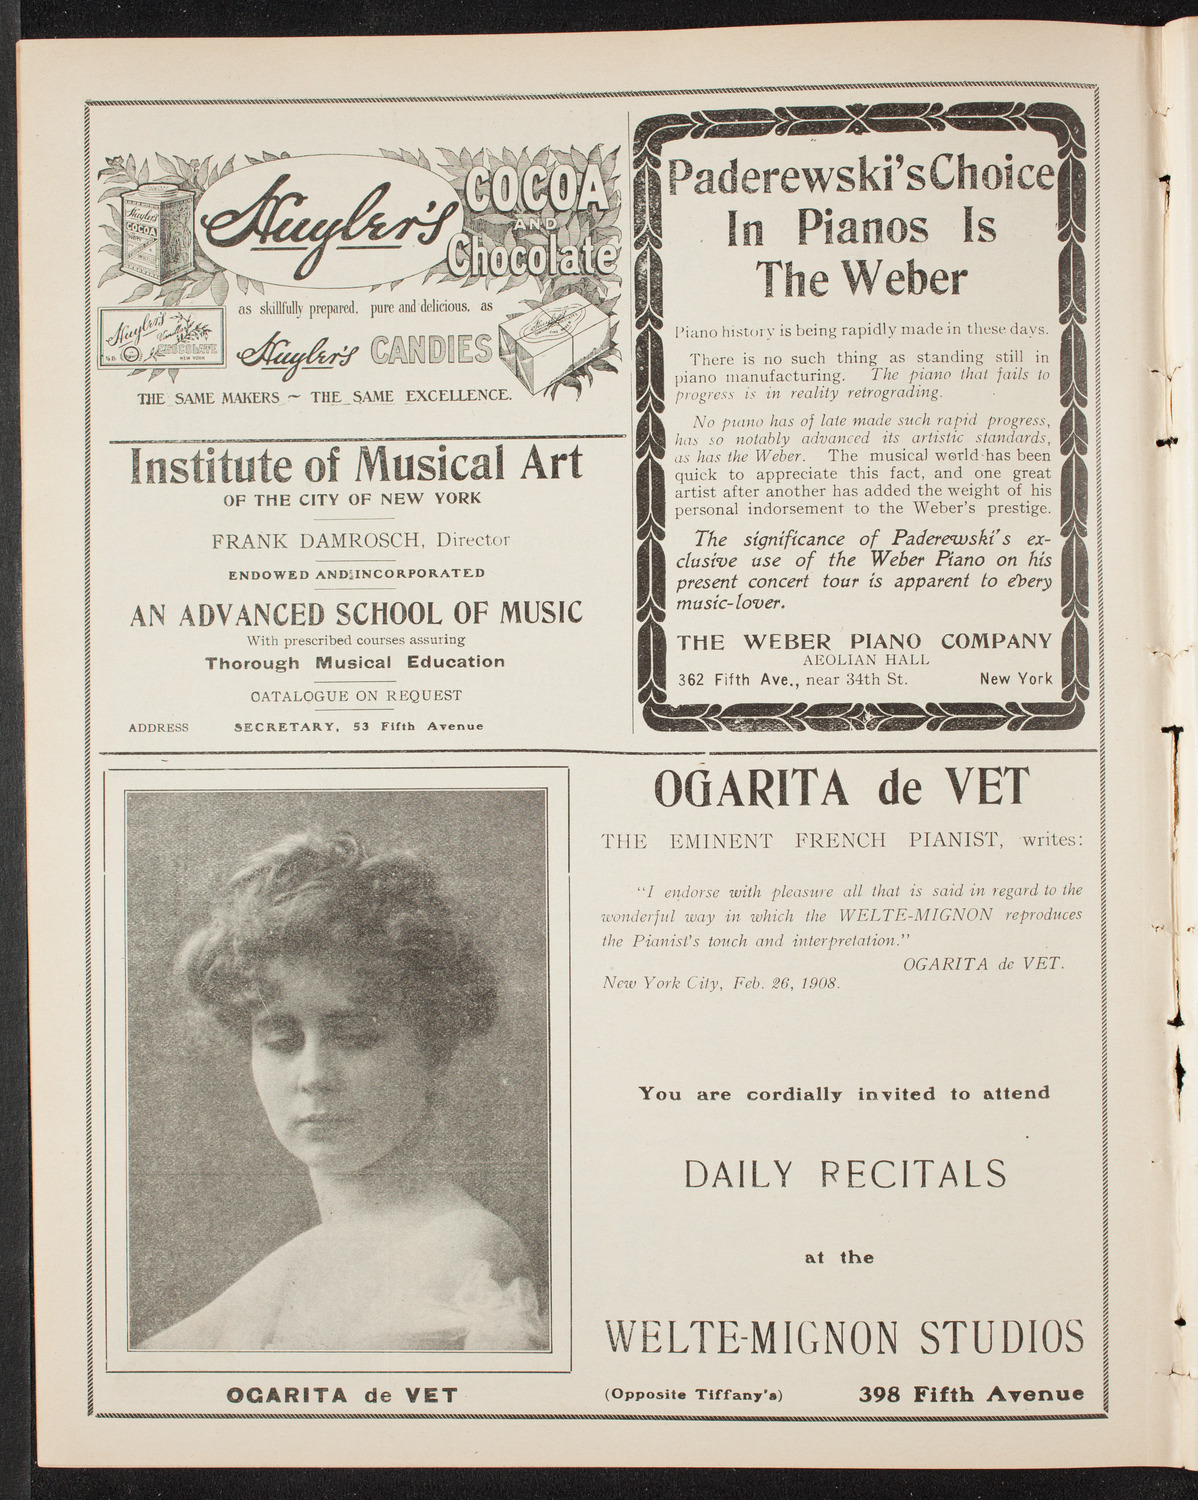 Huyler's
COCOA
AND
Chocolate
Huyler's
COCOA
as skillfully prepared, pure and delicious, as
Huyler's
CHOCOLATE
NEW YORK
Huyler's CANDIES
THE SAME MAKERS ~ THE SAME EXCELLENCE.
Institute of Musical Art
OF THE CITY OF NEW YORK
FRANK DAMROSCH, Director
ENDOWED AND INCORPORATED
AN ADVANCED SCHOOL OF MUSIC
With prescribed courses assuring
Thorough Musical Education
CATALOGUE ON REQUEST
ADDRESS SECRETARY, 53 Fifth Avenue
Paderewski's Choice
In Pianos Is
The Weber
Piano history is being rapidly made in these days.
There is no such thing as standing still in
piano manufacturing. The piano that fails to
progress is in reality retrograding.
No piano has of late made such rapid progress,
has so notably advanced its artistic standards,
as has the Weber. The musical world has been
quick to appreciate this fact, and one great
artist after another has added the weight of his
personal indorsement to the Weber's prestige.
The significance of Paderewski's ex-
clusive use of the Weber Piano on his
present concert tour is apparent to every
music-lover.
THE WEBER PIANO COMPANY
AEOLIAN HALL
362 Fifth Ave., near 34th St. New York
OGARITA de VET
THE EMINENT FRENCH PIANIST, writes:
"I endorse with pleasure all that is said in regard to the
wonderful way in which the WELTE-MIGNON reproduces
the Pianist's touch and interpretation."
OGARITA de VET.
New York City, Feb. 26, 1908.
You are cordially invited to attend
DAILY RECITALS
at the
WELTE-MIGNON STUDIOS
(Opposite Tiffany's) 398 Fifth Avenue
OGARITA de VET